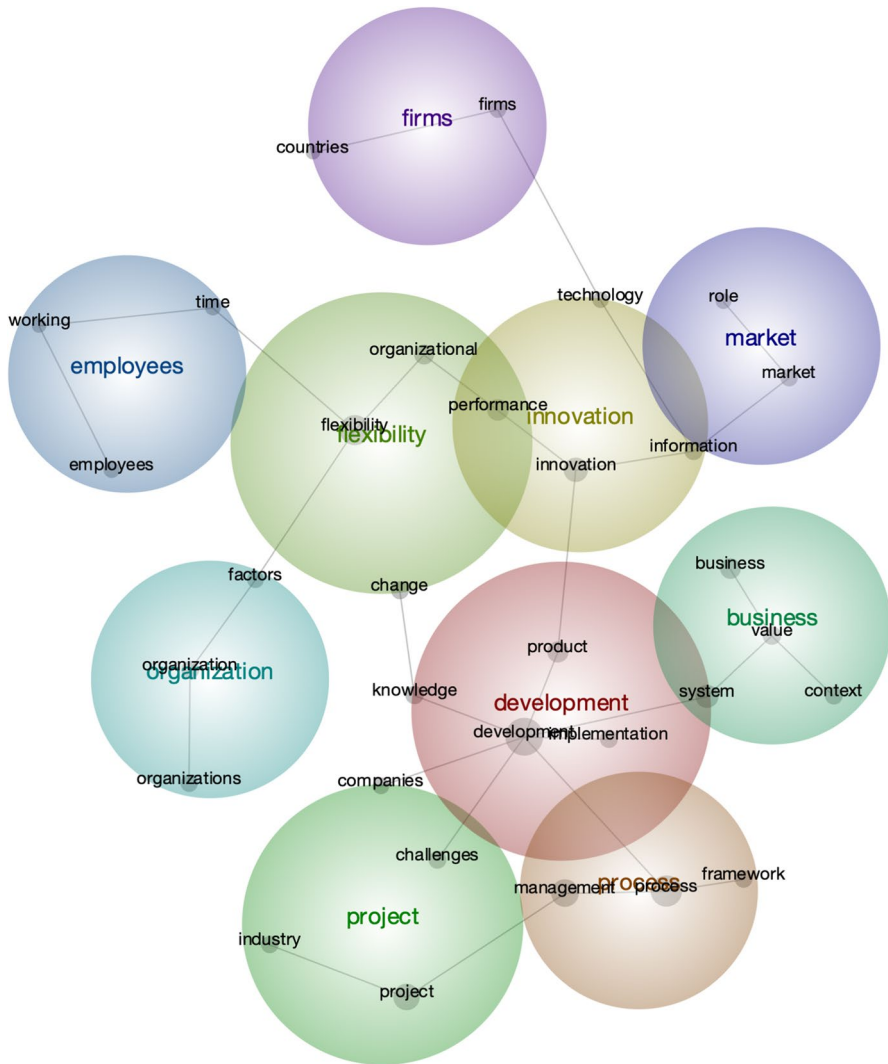 firms
firms
countries
technology
role
time
working
market
employees
organizational
market
performance
innovation
flexibility
flexibility
information
employees
innovation
business
factors
change
business
value
product
organization
organization
knowledge
system
context
development
development
implementation
organizations
companies
challenges
framework
management
process
process
project
industry
project